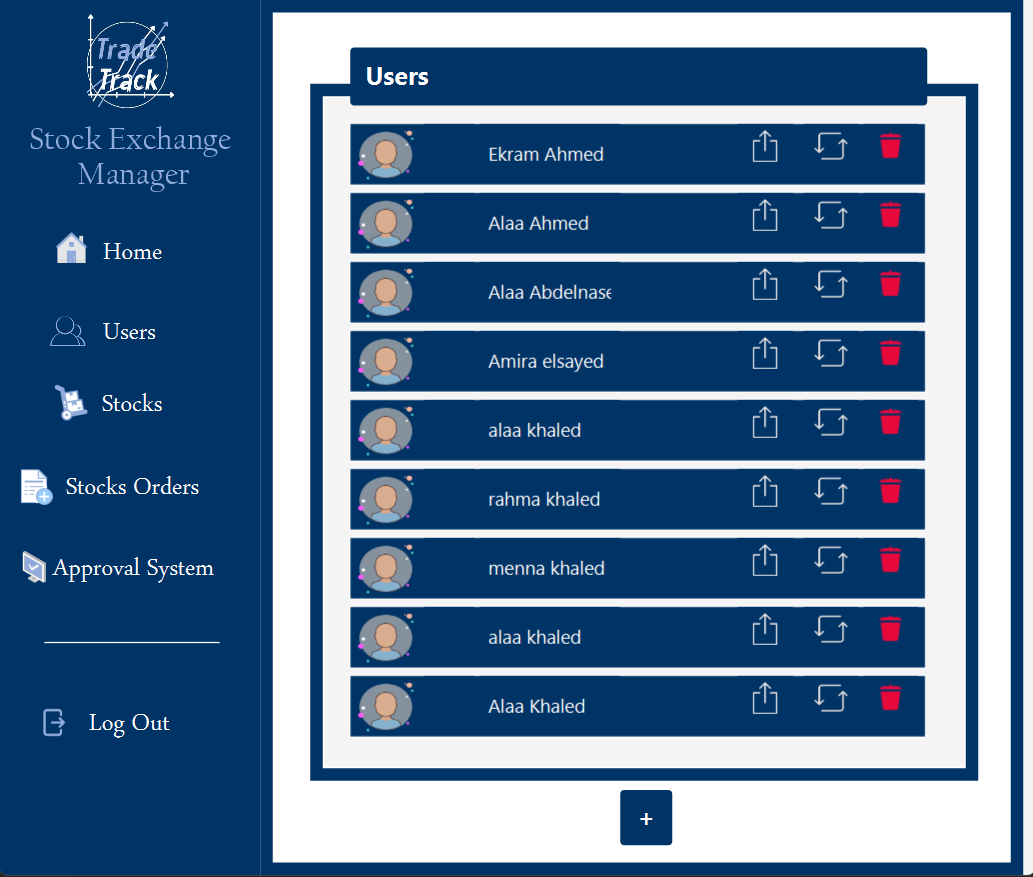 Trade
Track
Stock Exchange
Manager
Home
Users
Stocks
Stocks Orders
Approval System
Log Out
Users
Ekram Ahmed
Alaa Ahmed
Alaa Abdelnase
Amira elsayed
alaa khaled
rahma khaled
menna khaled
alaa khaled
Alaa Khaled
+